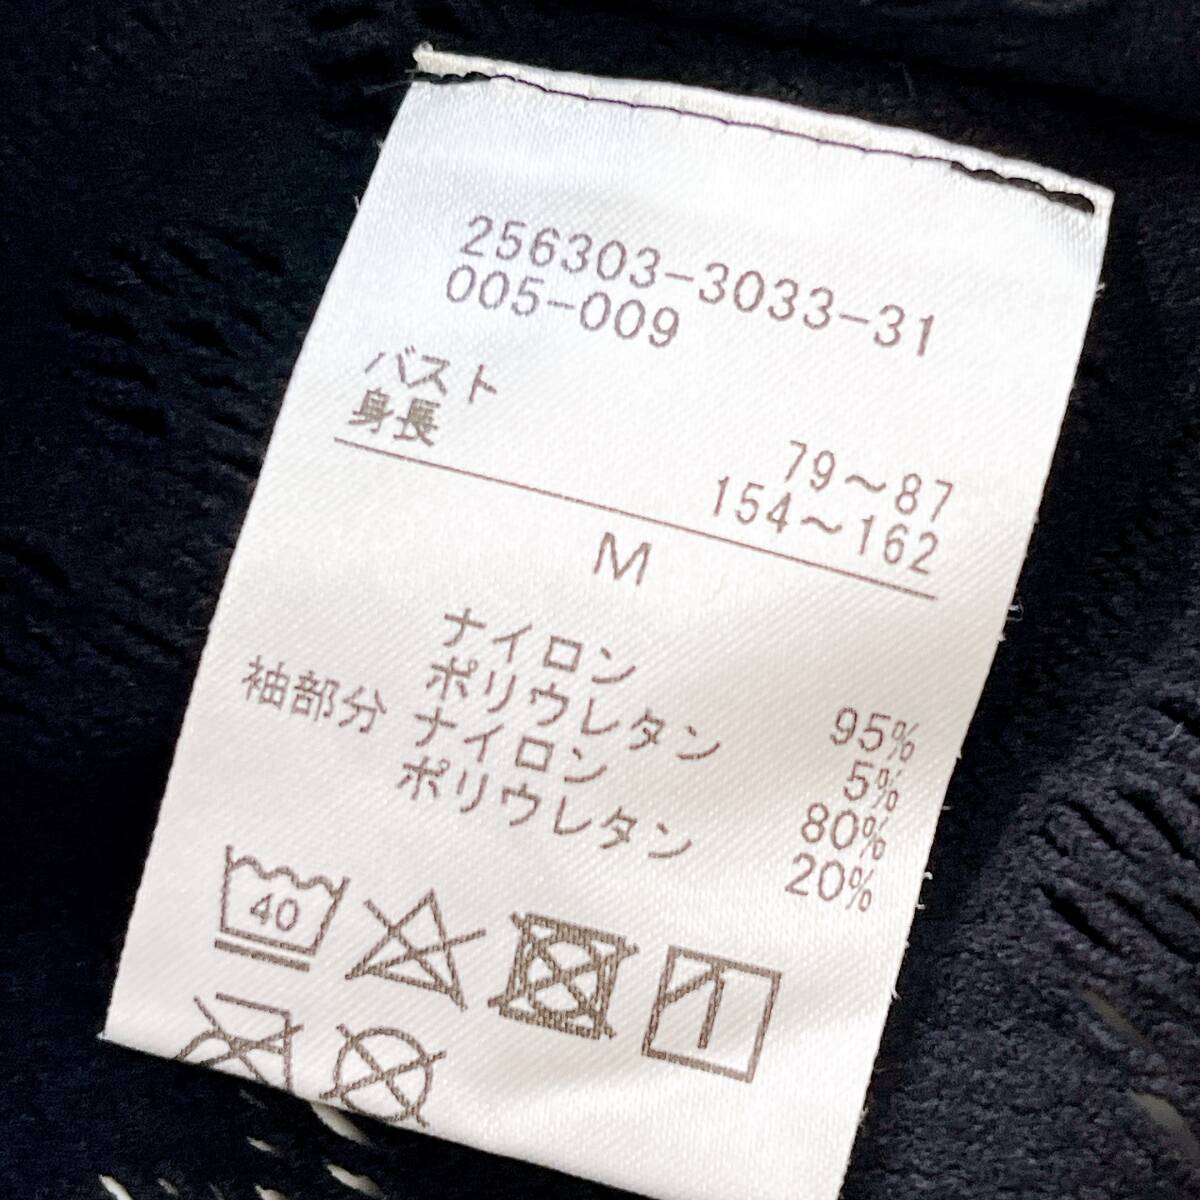 256303-3033-31
005-009
バスト 79～87
身長 154～162
M
ナイロン 95%
ポリウレタン 5%
袖部分 ナイロン 80%
ポリウレタン 20%
40